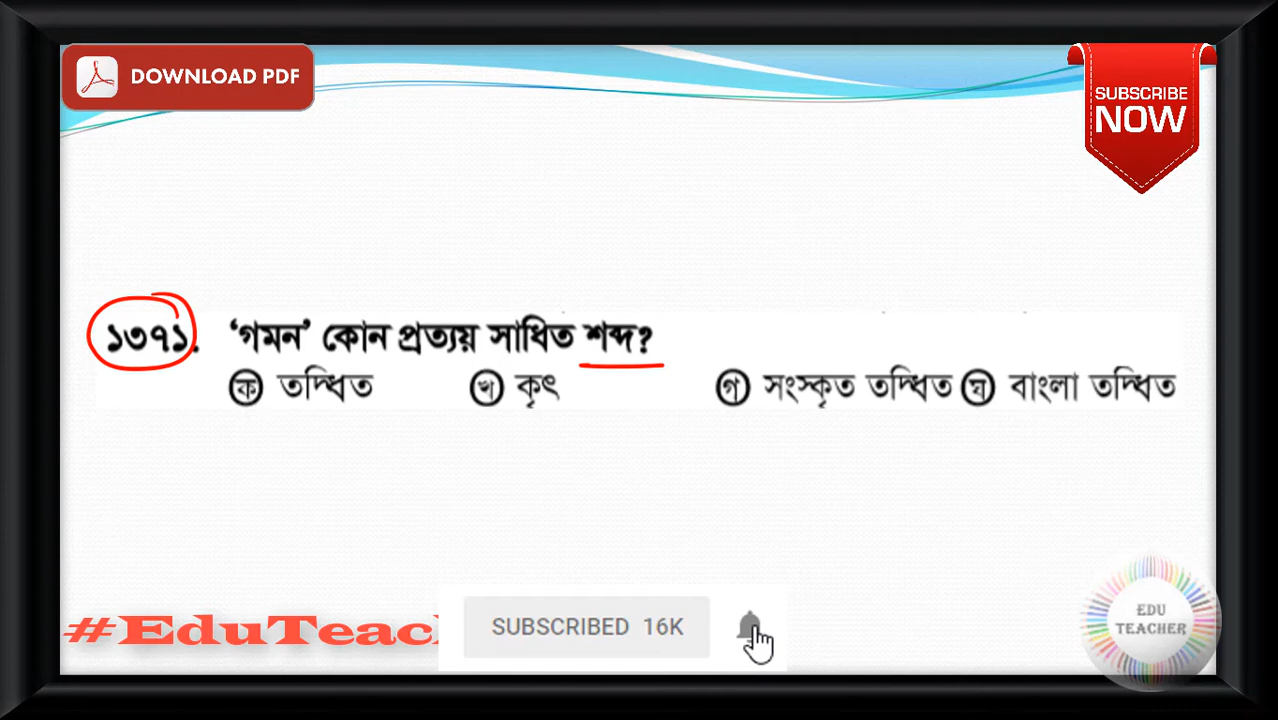 DOWNLOAD PDF
SUBSCRIBE
NOW
১৩৭১. ‘গমন’ কোন প্রত্যয় সাধিত শব্দ?
ক তদ্ধিত খ কৃৎ গ সংস্কৃত তদ্ধিত ঘ বাংলা তদ্ধিত
#EduTeac
SUBSCRIBED 16K
EDU
TEACHER